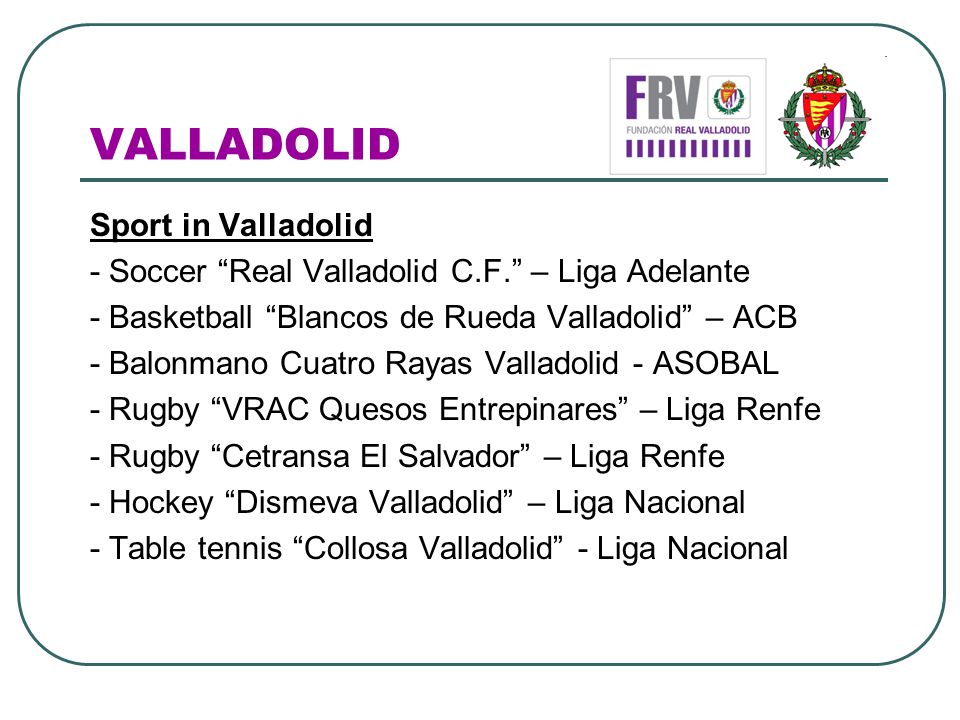 FRV
FUNDACIÓN REAL VALLADOLID
VALLADOLID
Sport in Valladolid
- Soccer “Real Valladolid C.F.” – Liga Adelante
- Basketball “Blancos de Rueda Valladolid” – ACB
- Balonmano Cuatro Rayas Valladolid - ASOBAL
- Rugby “VRAC Quesos Entrepinares” – Liga Renfe
- Rugby “Cetransa El Salvador” – Liga Renfe
- Hockey “Dismeva Valladolid” – Liga Nacional
- Table tennis “Collosa Valladolid” - Liga Nacional